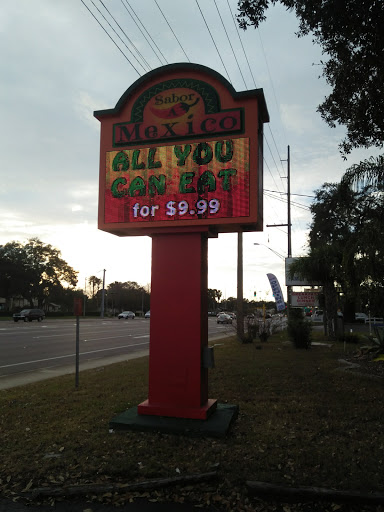 Sabor A
Mexico
ALL YOU
CAN EAT
for $9.99